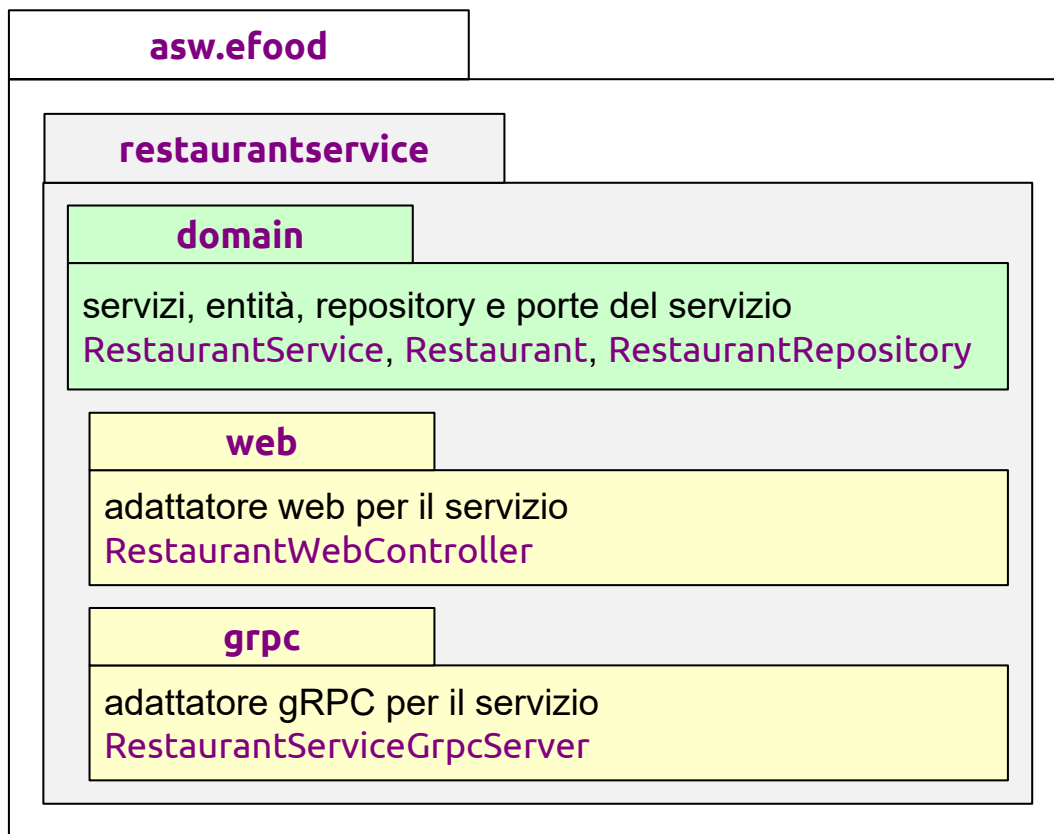 asw.efood
restaurantservice
domain
servizi, entità, repository e porte del servizio
RestaurantService, Restaurant, RestaurantRepository
web
adattatore web per il servizio
RestaurantWebController
grpc
adattatore gRPC per il servizio
RestaurantServiceGrpcServer